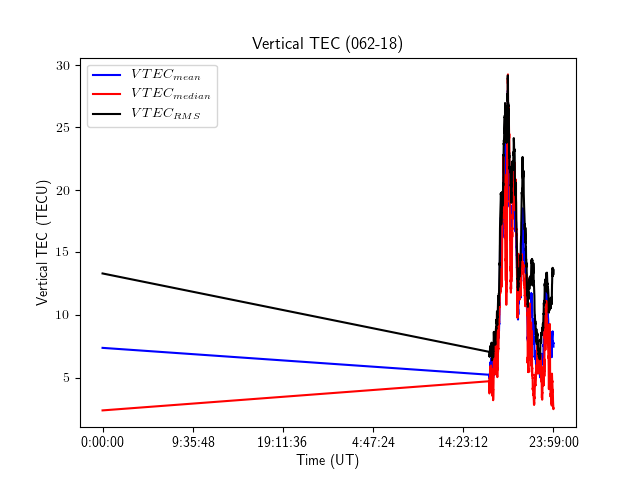 Vertical TEC (062-18)
VTEC_mean
VTEC_median
VTEC_RMS
30
25
20
15
10
5
Vertical TEC (TECU)
0:00:00 9:35:48 19:11:36 4:47:24 14:23:12 23:59:00
Time (UT)